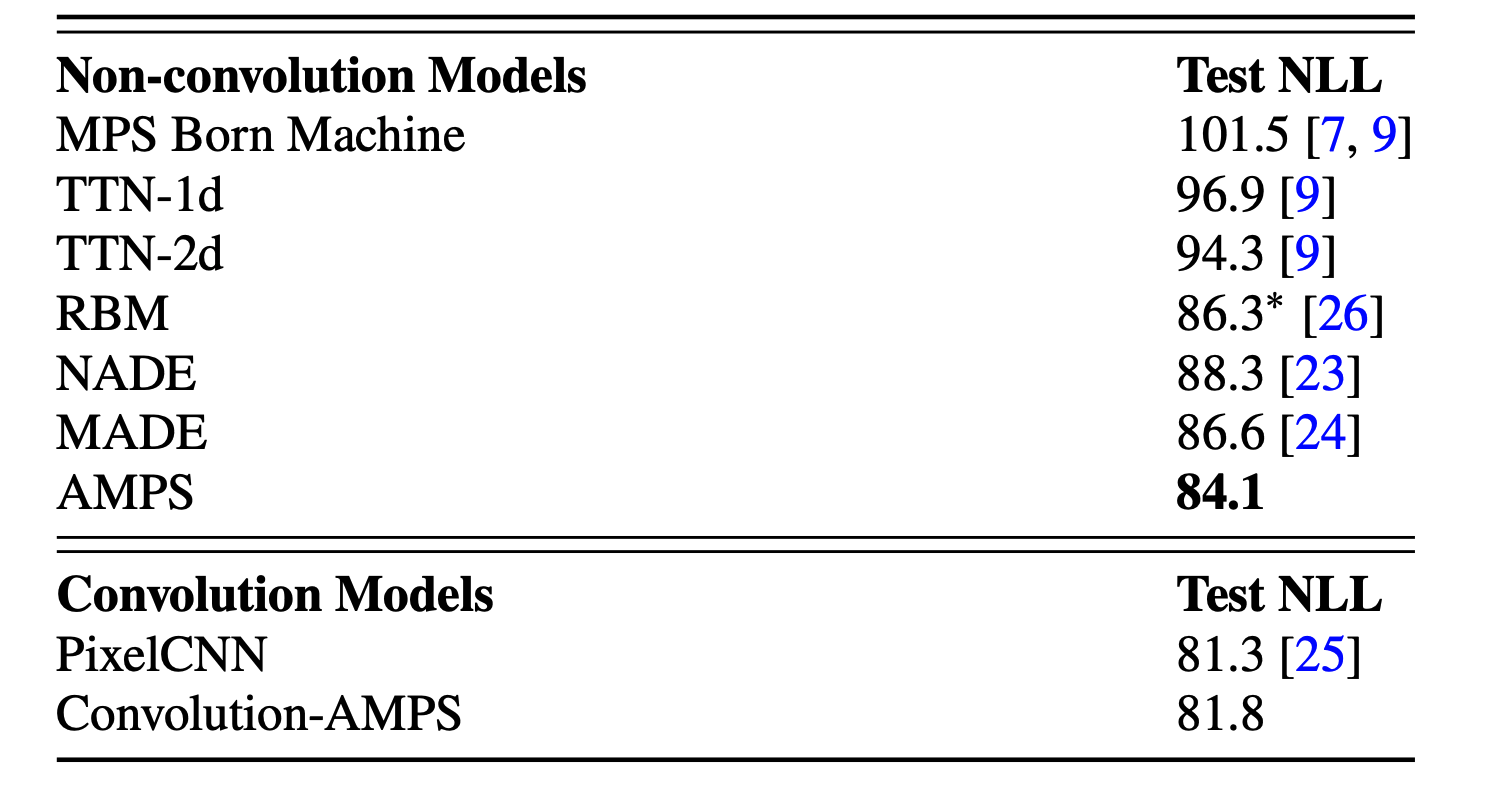 Non-convolution Models Test NLL
MPS Born Machine 101.5 [7, 9]
TTN-1d 96.9 [9]
TTN-2d 94.3 [9]
RBM 86.3* [26]
NADE 88.3 [23]
MADE 86.6 [24]
AMPS 84.1
Convolution Models Test NLL
PixelCNN 81.3 [25]
Convolution-AMPS 81.8